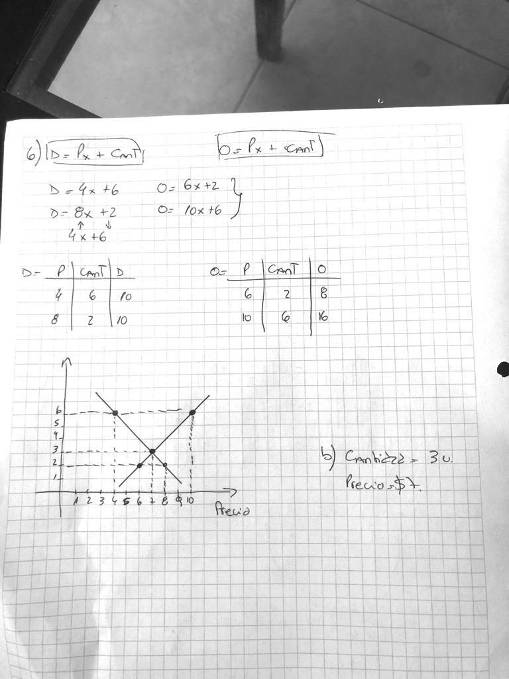 6) D = Px + CANT
O = Px + CANT
D = 4x + 6 O = 6x + 2
D = 8x + 2 O = 10x + 6
4x + 6
D = P CANT D
4 6 10
8 2 10
O = P CANT O
6 2 8
10 6 16
6
5
4
3
2
1
1 2 3 4 5 6 7 8 9 10
Precio
b) Cantidad = 3u.
Precio = $7.